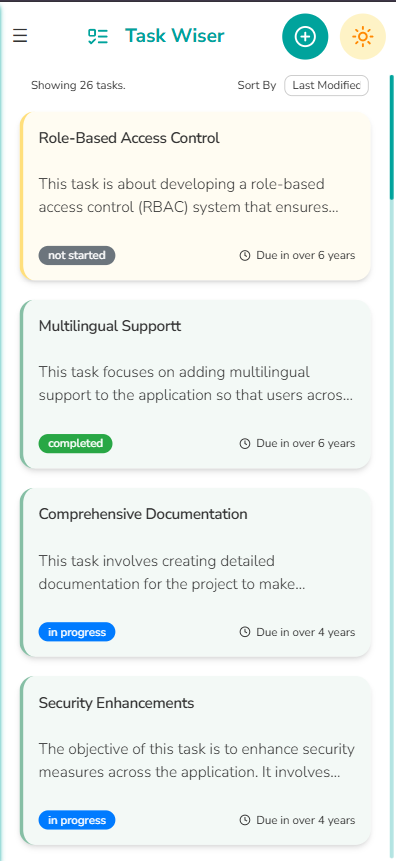 Task Wiser
Showing 26 tasks.
Sort By Last Modified
Role-Based Access Control
This task is about developing a role-based
access control (RBAC) system that ensures...
not started
Due in over 6 years
Multilingual Supportt
This task focuses on adding multilingual
support to the application so that users acros...
completed
Due in over 6 years
Comprehensive Documentation
This task involves creating detailed
documentation for the project to make...
in progress
Due in over 4 years
Security Enhancements
The objective of this task is to enhance security
measures across the application. It involves...
in progress
Due in over 4 years